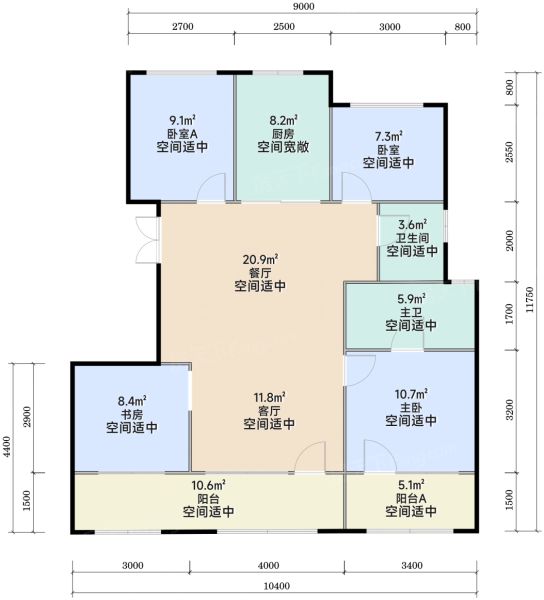 9000
2700 2500 3000 800
9.1㎡
卧室A
空间适中
8.2㎡
厨房
空间宽敞
7.3㎡
卧室
空间适中
800
2550
2000
1700
3200
1500
11750
3.6㎡
卫生间
空间适中
20.9㎡
餐厅
空间适中
5.9㎡
主卫
空间适中
8.4㎡
书房
空间适中
11.8㎡
客厅
空间适中
10.7㎡
主卧
空间适中
2900
4400
1500
10.6㎡
阳台
空间适中
5.1㎡
阳台A
空间适中
3000 4000 3400
10400